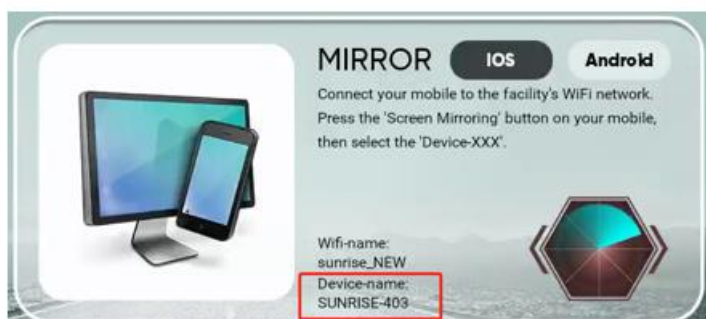 MIRROR IOS Android
Connect your mobile to the facility's WiFi network.
Press the 'Screen Mirroring' button on your mobile,
then select the 'Device-XXX'.
Wifi-name:
sunrise_NEW
Device-name:
SUNRISE-403